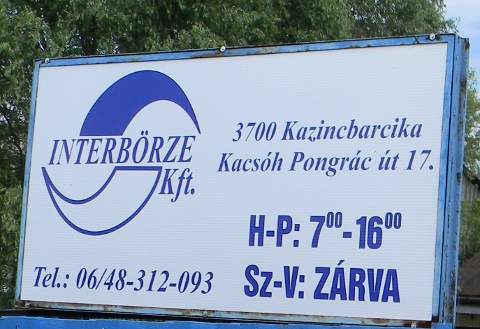 INTERBÖRZE
Kft.
3700 Kazincbarcika
Kacsóh Pongrác út 17.
H-P: 7⁰⁰-16⁰⁰
Sz-V: ZÁRVA
Tel.: 06/48-312-093